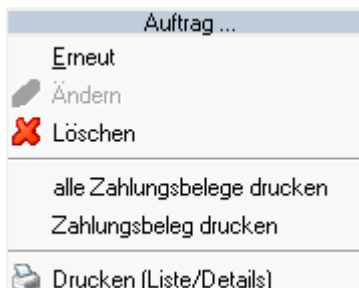 Auftrag ...
Erneut
Ändern
Löschen
alle Zahlungsbelege drucken
Zahlungsbeleg drucken
Drucken (Liste/Details)